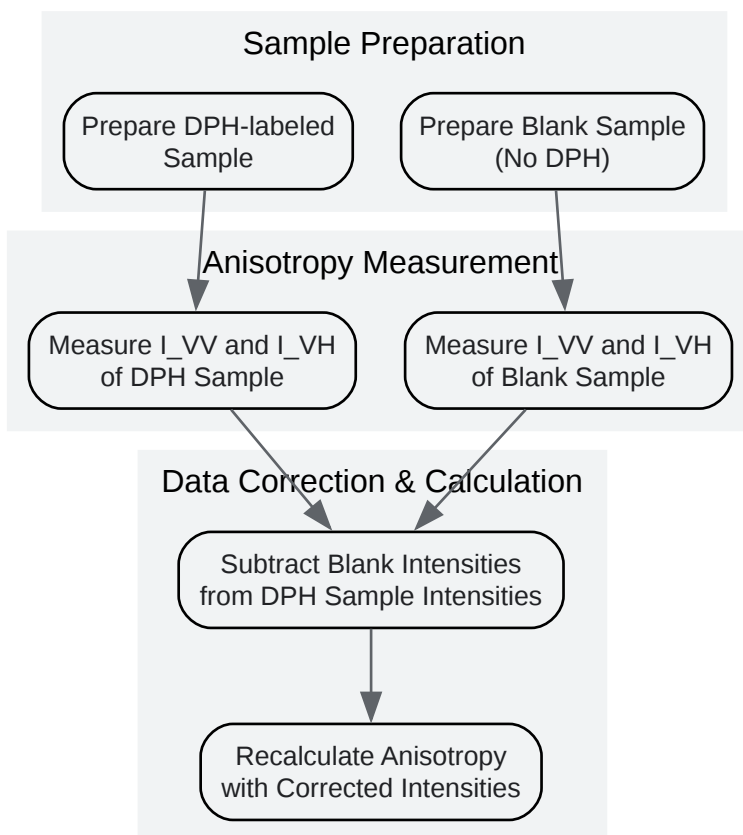 Sample Preparation
Prepare DPH-labeled
Sample
Prepare Blank Sample
(No DPH)
Anisotropy Measurement
Measure I_VV and I_VH
of DPH Sample
Measure I_VV and I_VH
of Blank Sample
Data Correction & Calculation
Subtract Blank Intensities
from DPH Sample Intensities
Recalculate Anisotropy
with Corrected Intensities